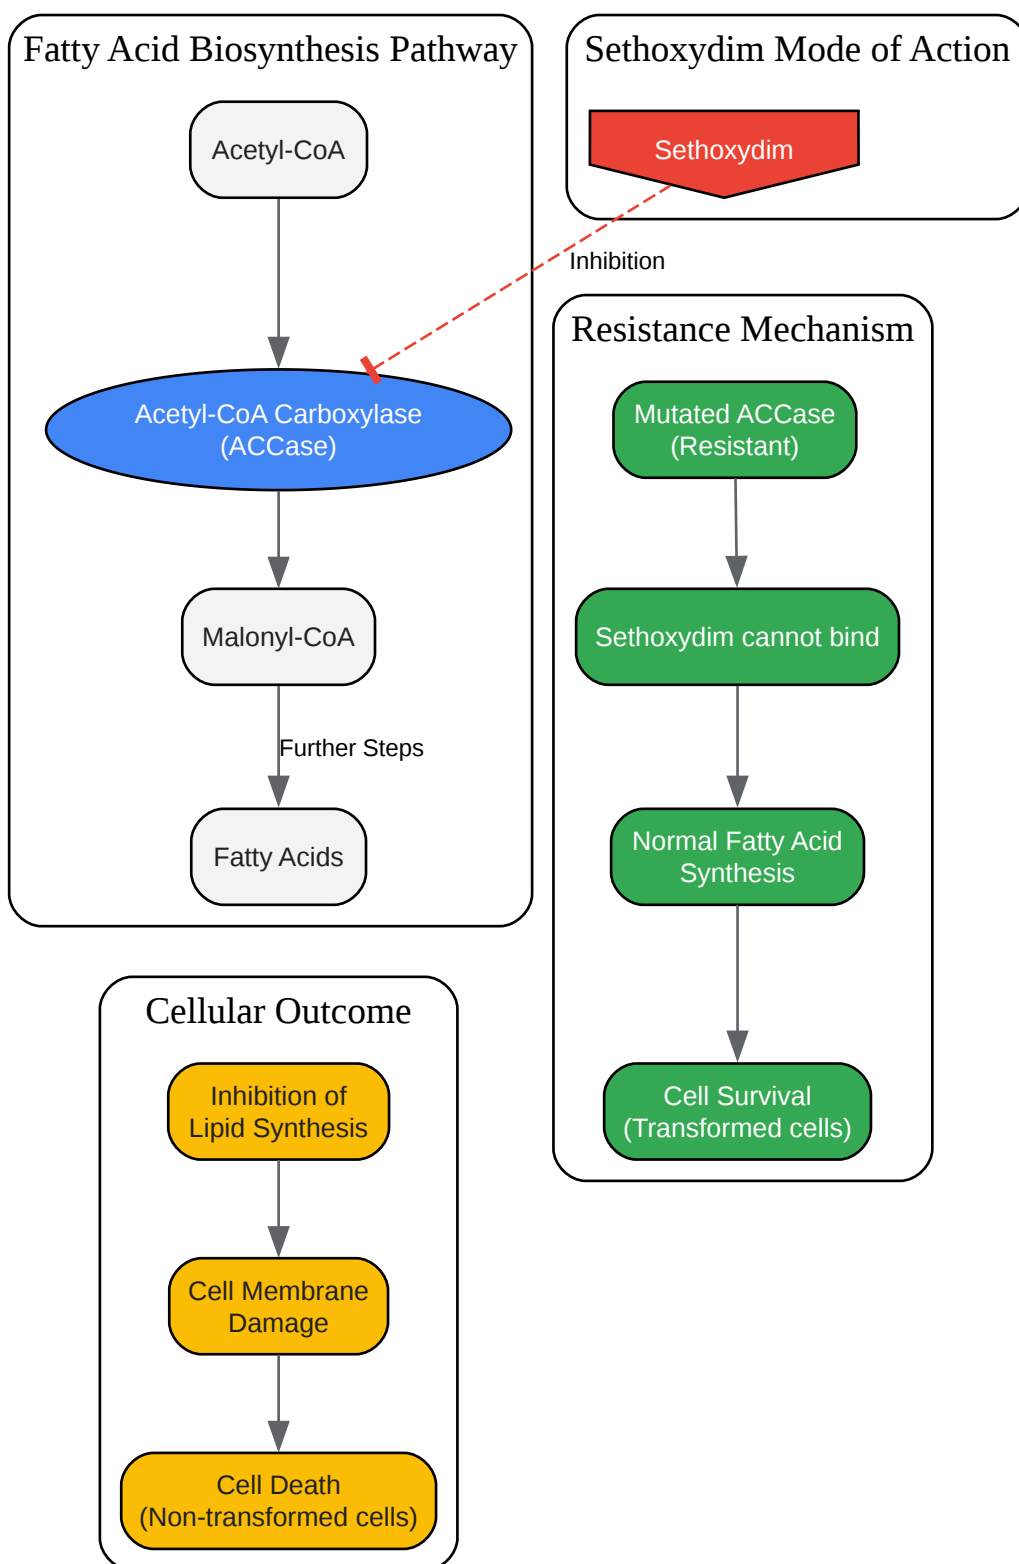 Fatty Acid Biosynthesis Pathway
Acetyl-CoA
Acetyl-CoA Carboxylase
(ACCase)
Malonyl-CoA
Further Steps
Fatty Acids
Sethoxydim Mode of Action
Sethoxydim
Inhibition
Resistance Mechanism
Mutated ACCase
(Resistant)
Sethoxydim cannot bind
Normal Fatty Acid
Synthesis
Cell Survival
(Transformed cells)
Cellular Outcome
Inhibition of
Lipid Synthesis
Cell Membrane
Damage
Cell Death
(Non-transformed cells)